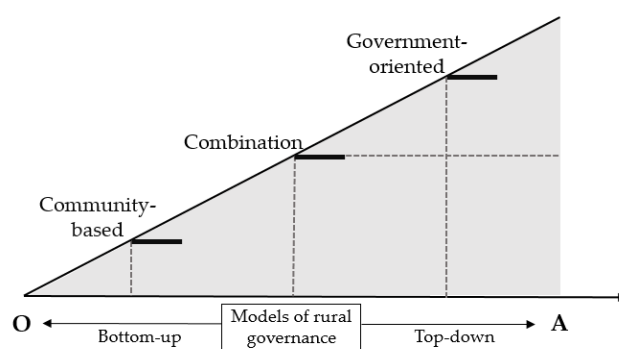 Government-
oriented
Combination
Community-
based
O
Bottom-up
Models of rural
governance
Top-down
A